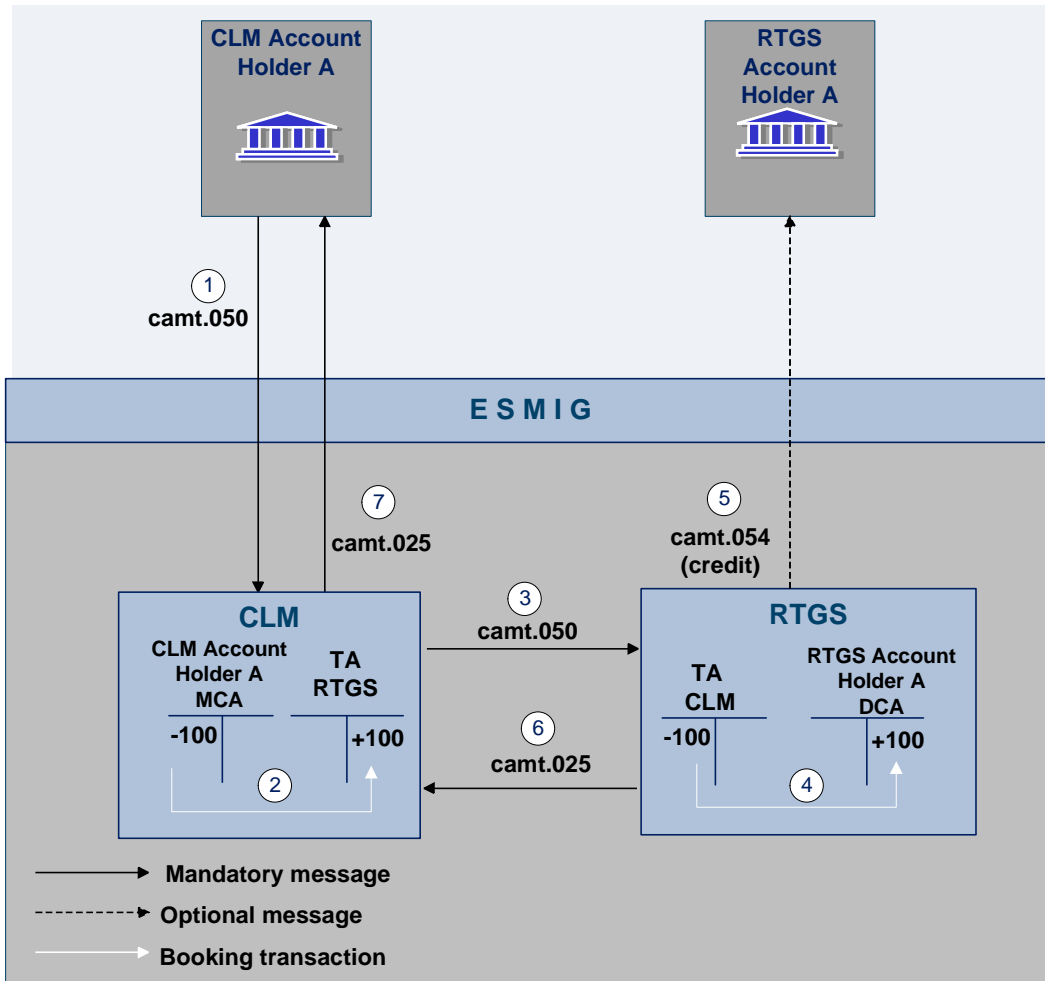 CLM Account
Holder A
RTGS
Account
Holder A
1
camt.050
E S M I G
7
camt.025
5
camt.054
(credit)
CLM
CLM Account
Holder A
MCA
TA
RTGS
-100
+100
2
3
camt.050
6
camt.025
RTGS
TA
CLM
RTGS Account
Holder A
DCA
-100
+100
4
Mandatory message
Optional message
Booking transaction